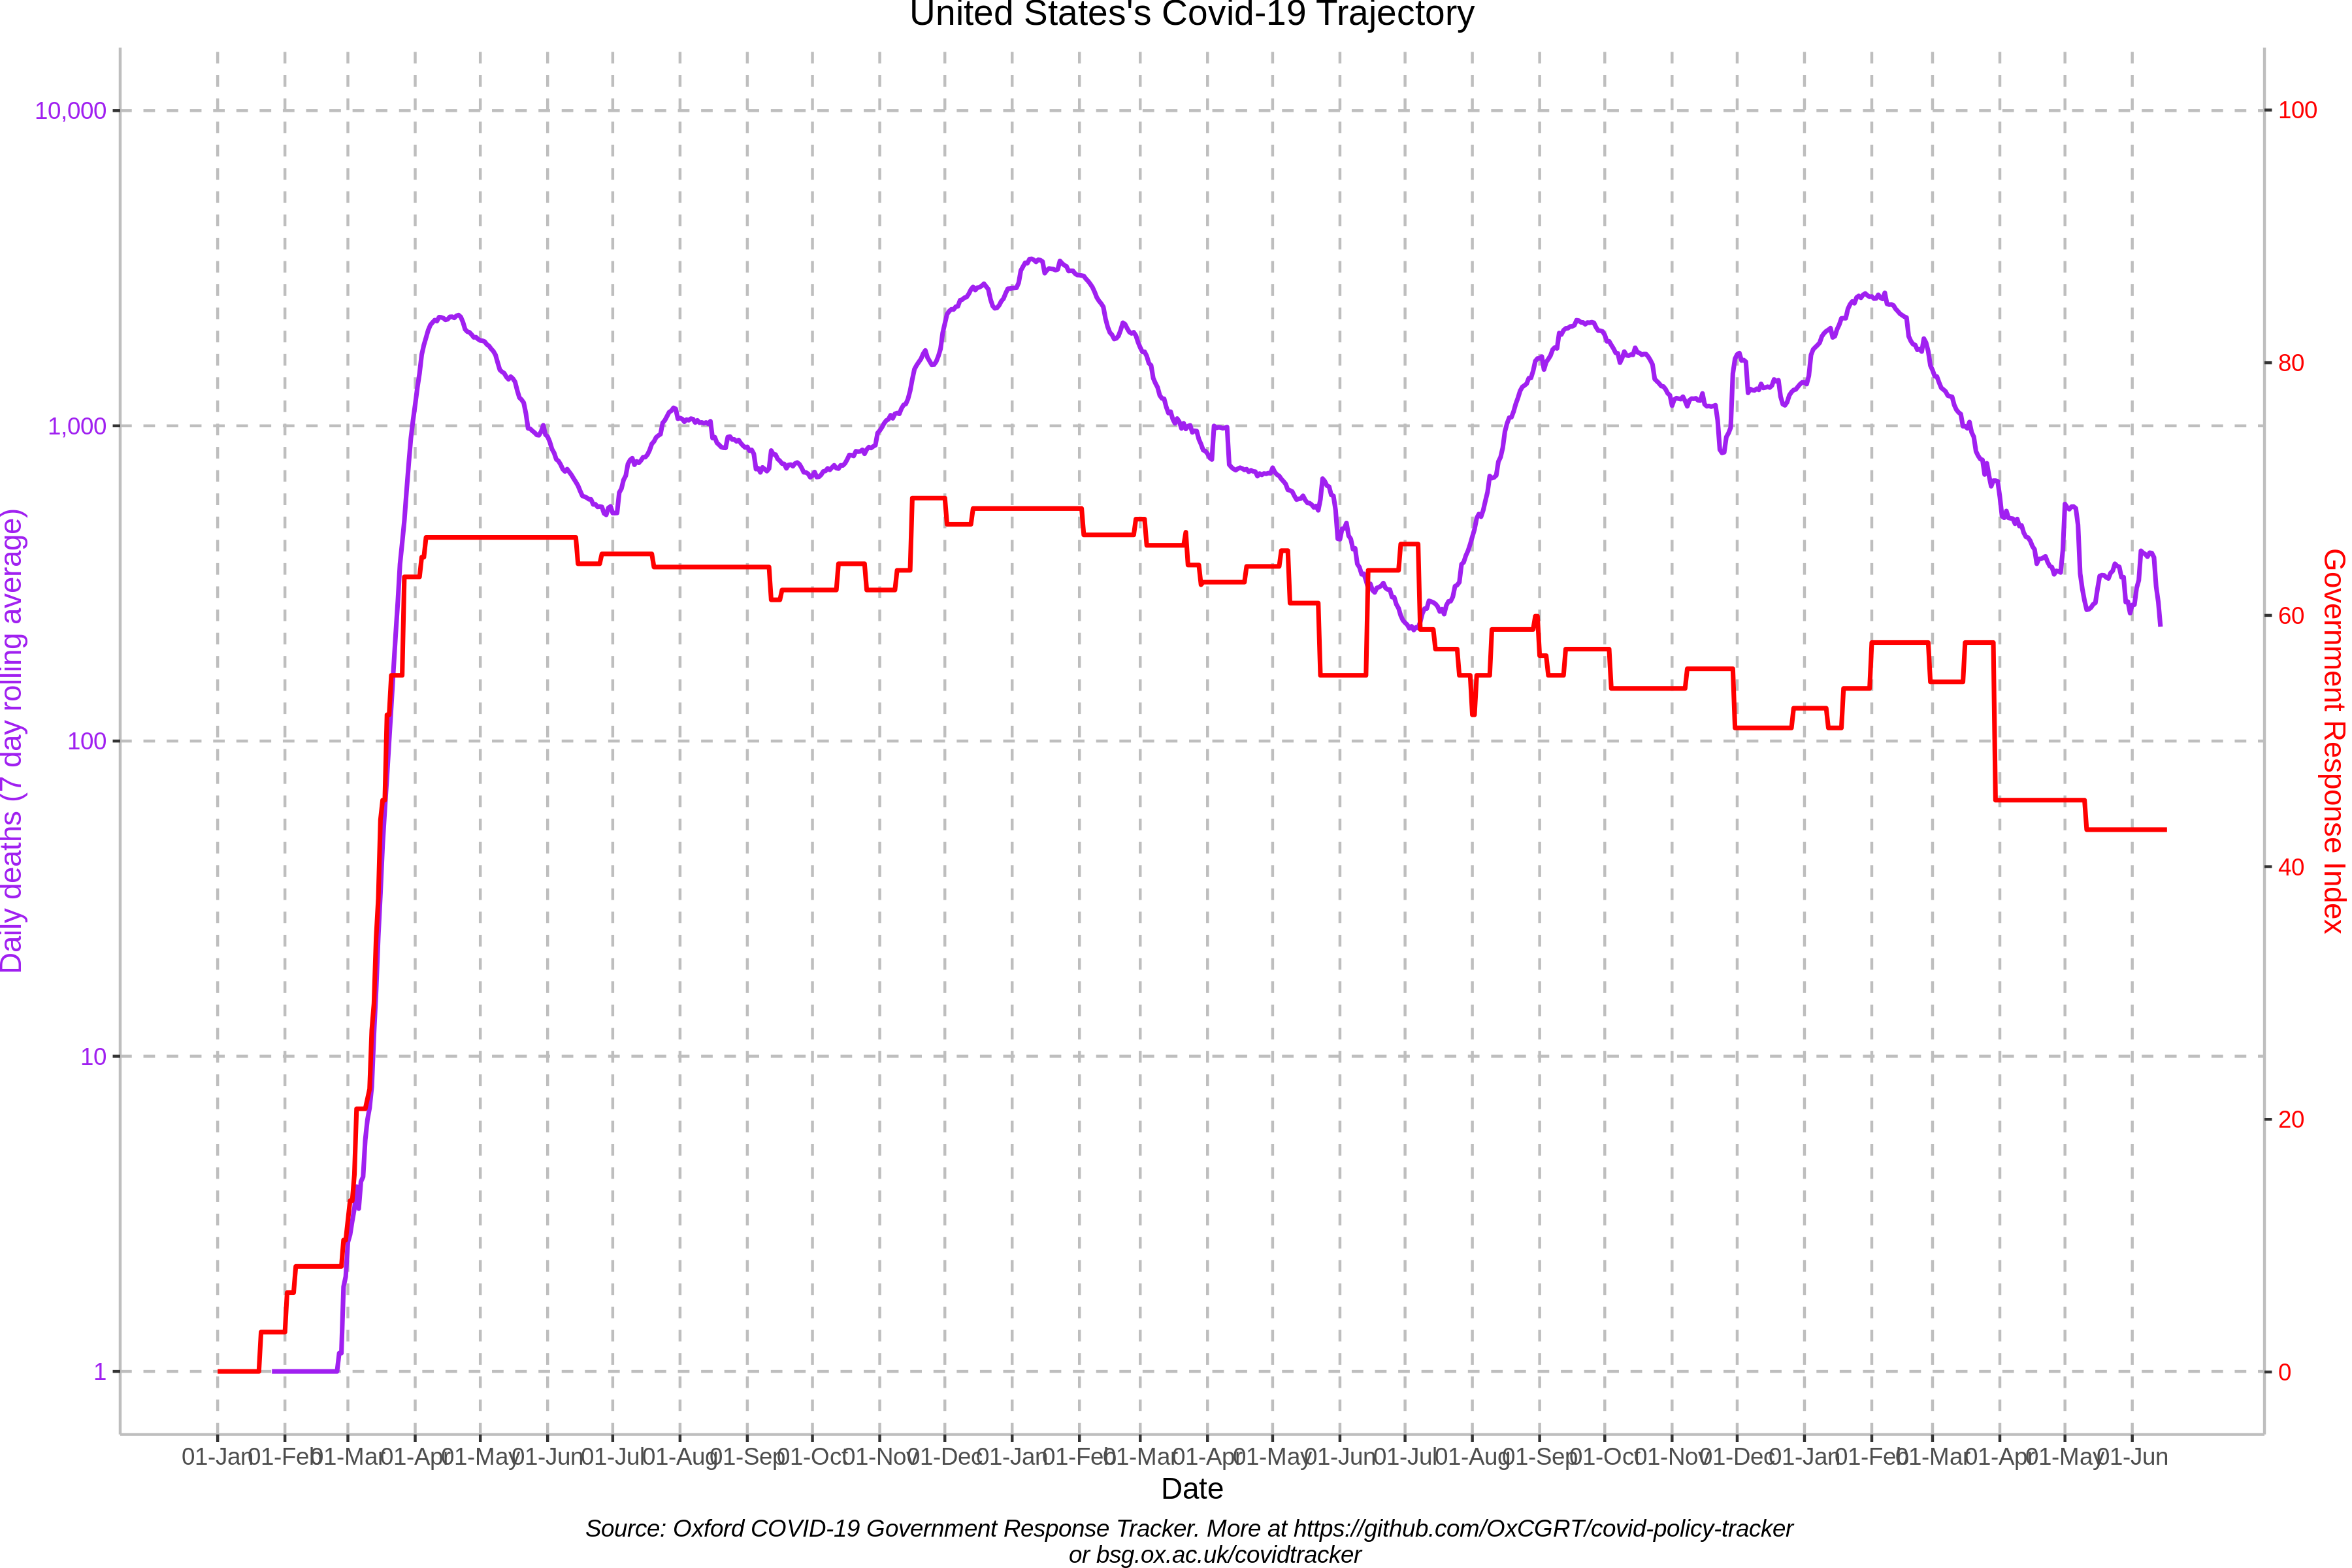 United States's Covid-19 Trajectory
10,000
1,000
100
10
1
Daily deaths (7 day rolling average)
100
80
60
40
20
0
Government Response Index
01-Jan 01-Feb 01-Mar 01-Apr 01-May 01-Jun 01-Jul 01-Aug 01-Sep 01-Oct 01-Nov 01-Dec 01-Jan 01-Feb 01-Mar 01-Apr 01-May 01-Jun 01-Jul 01-Aug 01-Sep 01-Oct 01-Nov 01-Dec 01-Jan 01-Feb 01-Mar 01-Apr 01-May 01-Jun
Date
Source: Oxford COVID-19 Government Response Tracker. More at https://github.com/OxCGRT/covid-policy-tracker
or bsg.ox.ac.uk/covidtracker